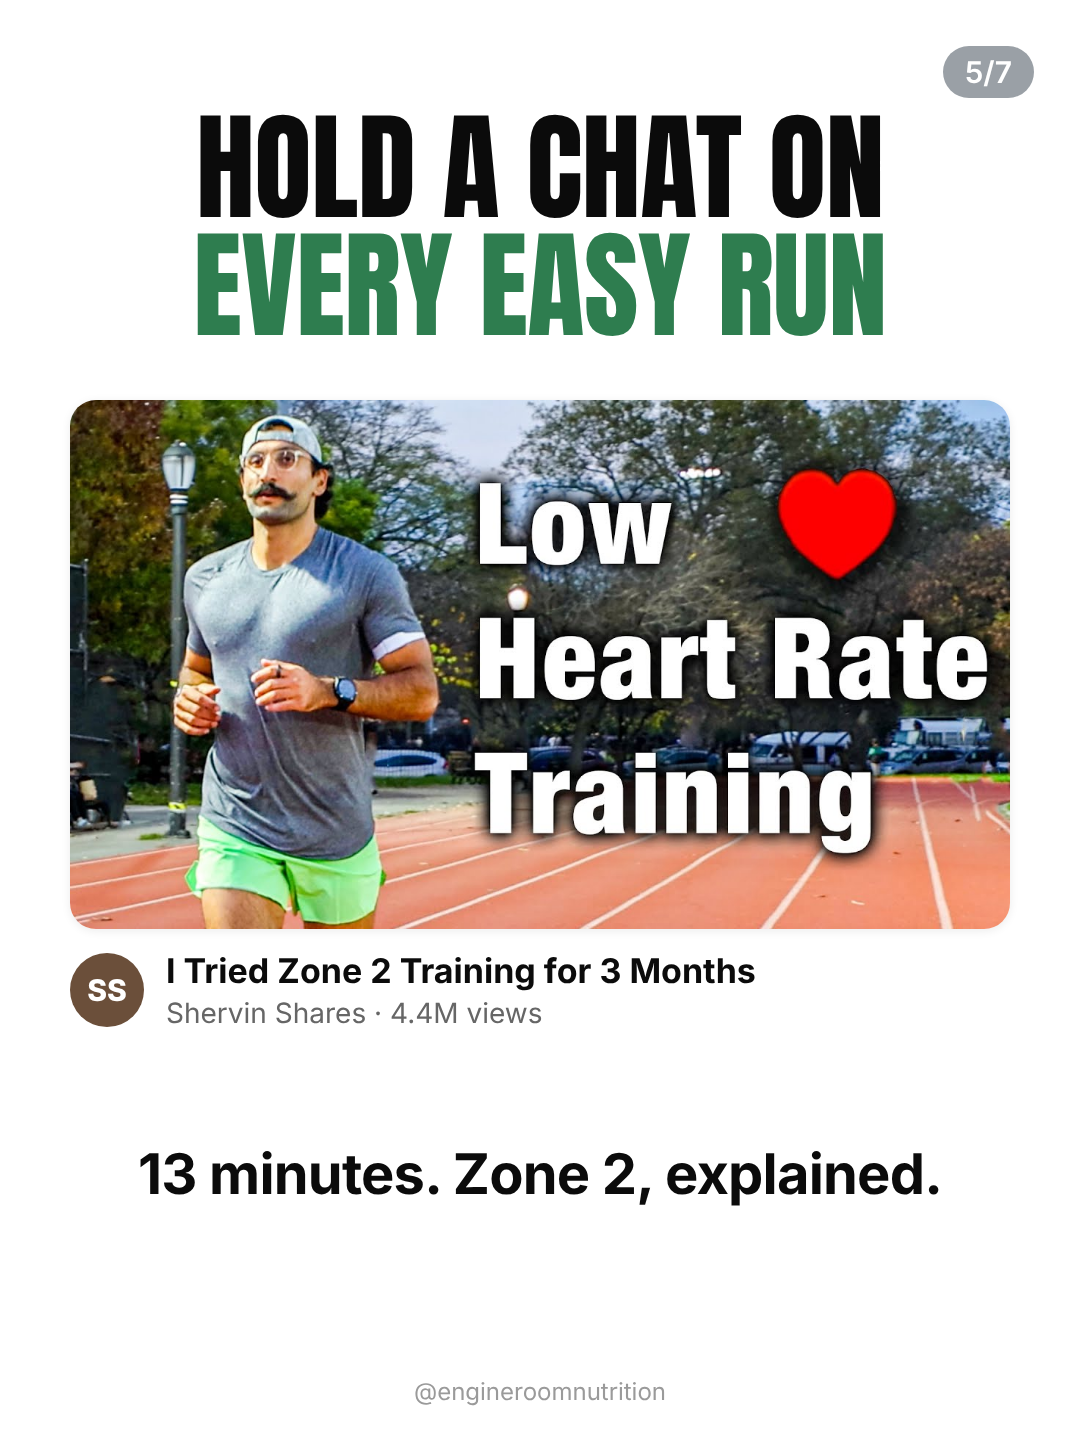 5/7
HOLD A CHAT ON
EVERY EASY RUN
Low
Heart Rate
Training
SS
I Tried Zone 2 Training for 3 Months
Shervin Shares · 4.4M views
13 minutes. Zone 2, explained.
@engineroomnutrition